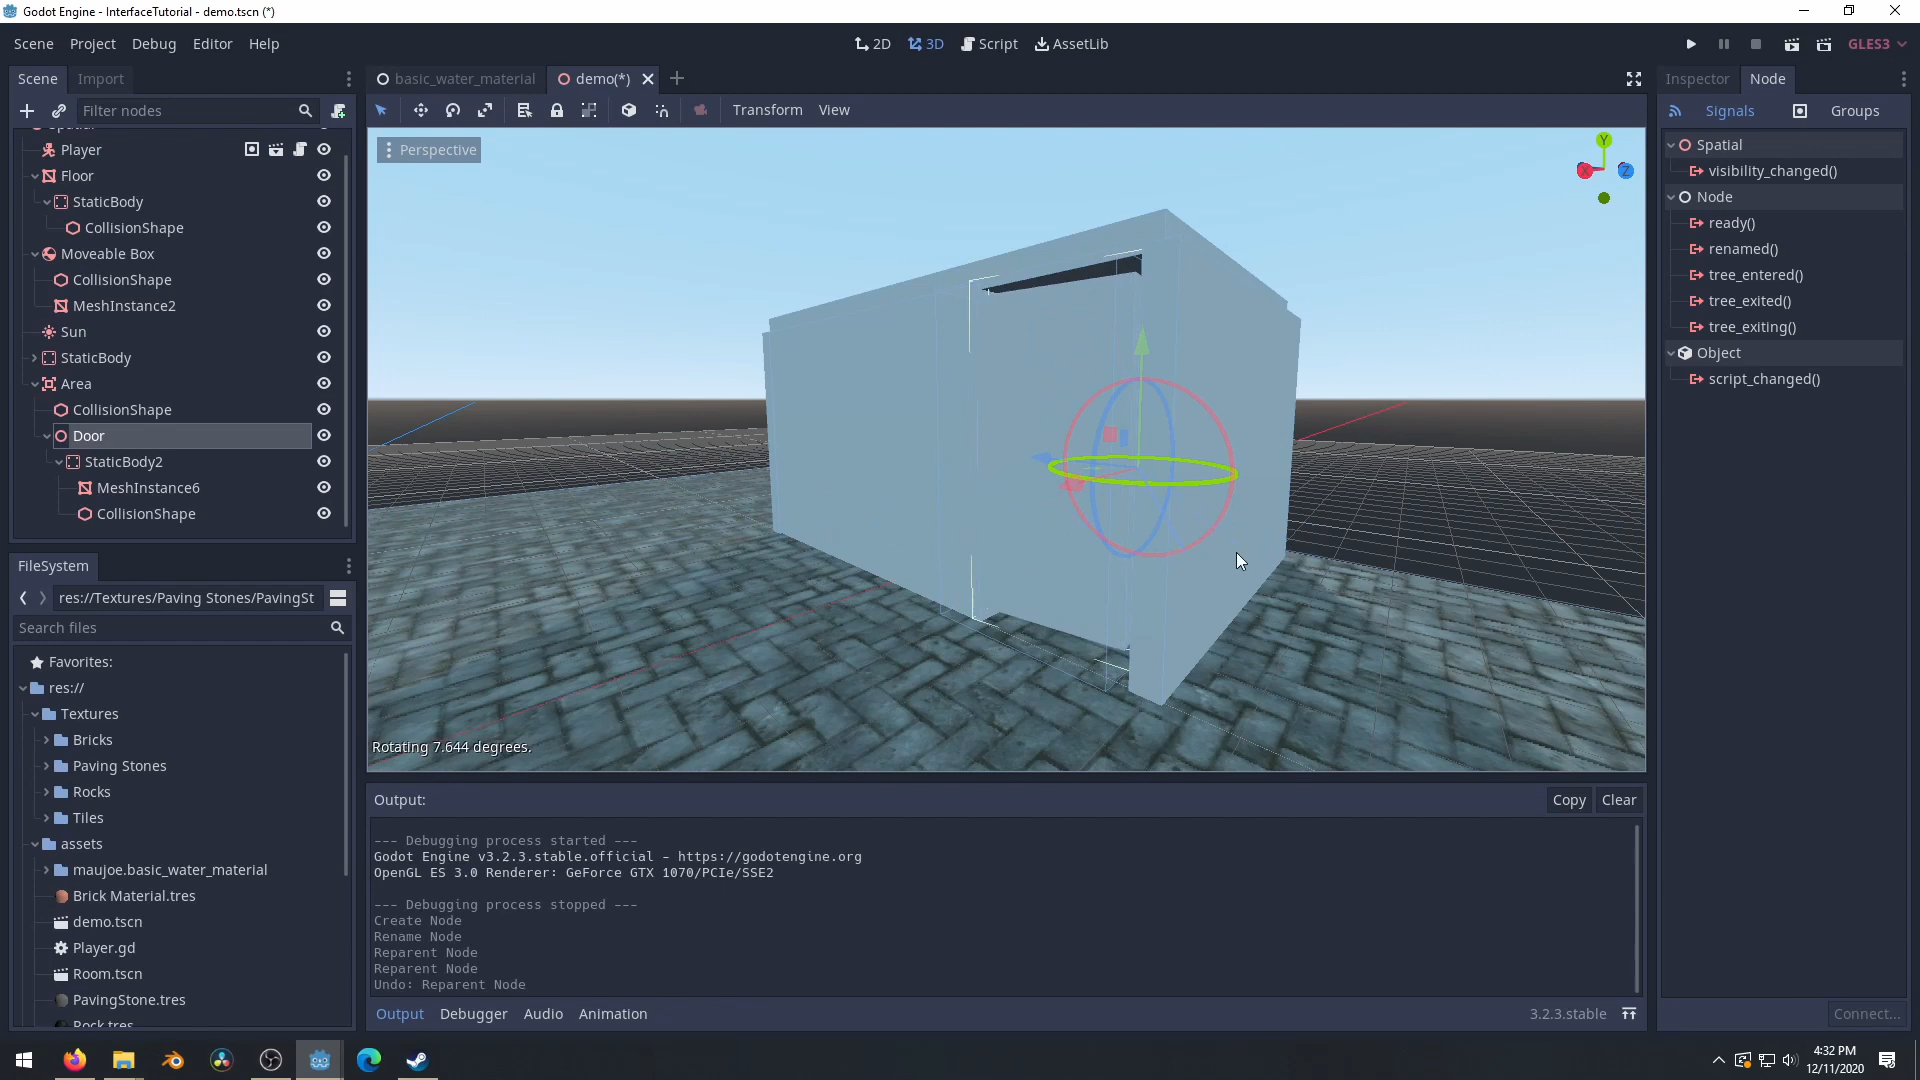 Godot Engine - InterfaceTutorial - demo.tscn (*)
Scene Project Debug Editor Help
2D 3D Script AssetLib
GLES3
Scene Import
basic_water_material demo(*)
Inspector Node
Filter nodes
Transform View
Signals Groups
Perspective
Y
X
Z
Spatial
Player
Floor
StaticBody
CollisionShape
Moveable Box
CollisionShape
MeshInstance2
Sun
StaticBody
Area
CollisionShape
Door
StaticBody2
MeshInstance6
CollisionShape
Spatial
visibility_changed()
Node
ready()
renamed()
tree_entered()
tree_exited()
tree_exiting()
Object
script_changed()
FileSystem
res://Textures/Paving Stones/PavingSt
Search files
Favorites:
res://
Textures
Bricks
Paving Stones
Rocks
Tiles
assets
maujoe.basic_water_material
Brick Material.tres
demo.tscn
Player.gd
Room.tscn
PavingStone.tres
Rock.tres
Rotating 7.644 degrees.
Output:
Copy Clear
--- Debugging process started ---
Godot Engine v3.2.3.stable.official - https://godotengine.org
OpenGL ES 3.0 Renderer: GeForce GTX 1070/PCIe/SSE2
--- Debugging process stopped ---
Create Node
Rename Node
Reparent Node
Reparent Node
Undo: Reparent Node
Output Debugger Audio Animation
3.2.3.stable
Connect...
4:32 PM
12/11/2020